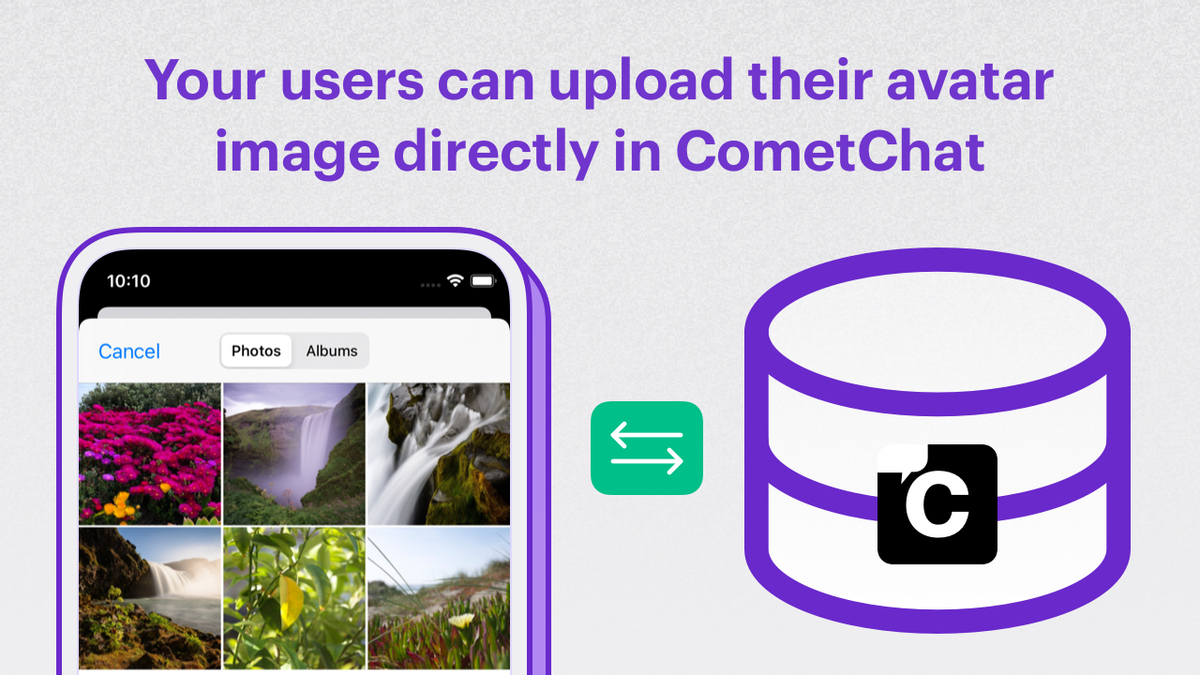 Your users can upload their avatar
image directly in CometChat
10:10
Cancel Photos Albums
C